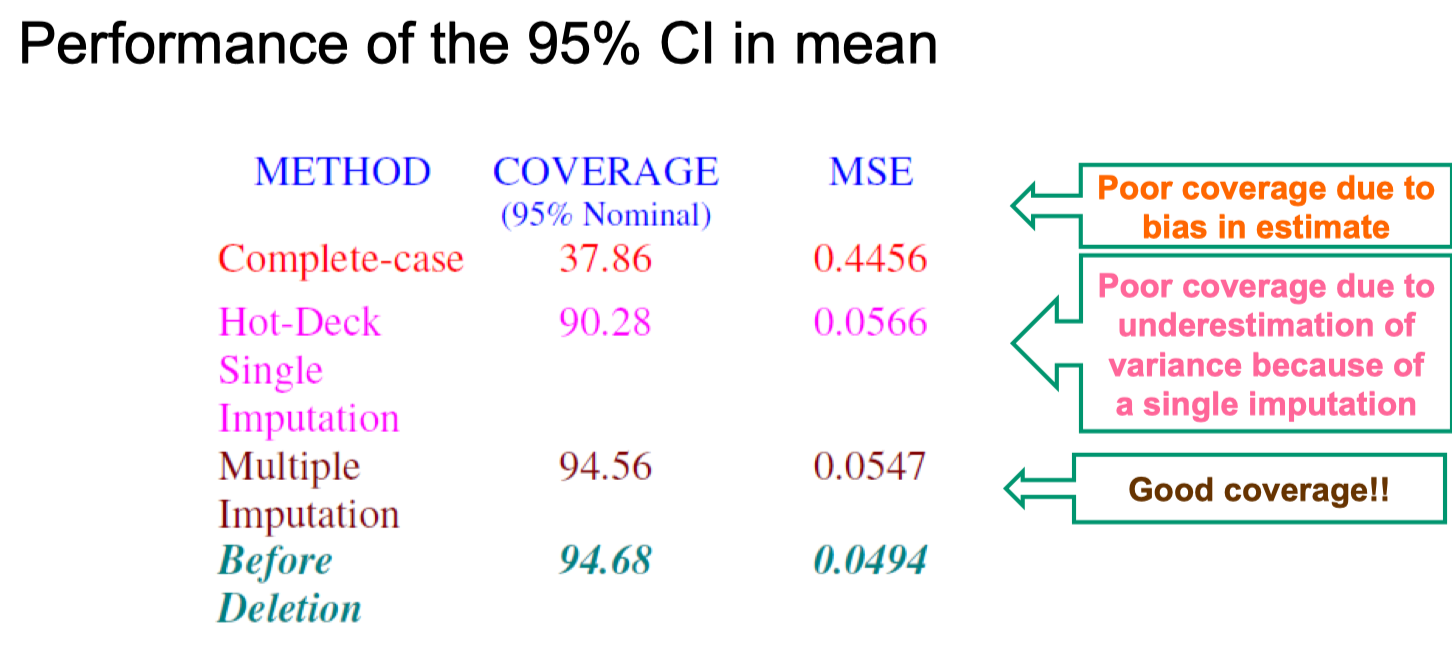 Performance of the 95% CI in mean
METHOD COVERAGE MSE
(95% Nominal)
Complete-case 37.86 0.4456
Hot-Deck 90.28 0.0566
Single
Imputation
Multiple 94.56 0.0547
Imputation
Before 94.68 0.0494
Deletion
Poor coverage due to
bias in estimate
Poor coverage due to
underestimation of
variance because of
a single imputation
Good coverage!!